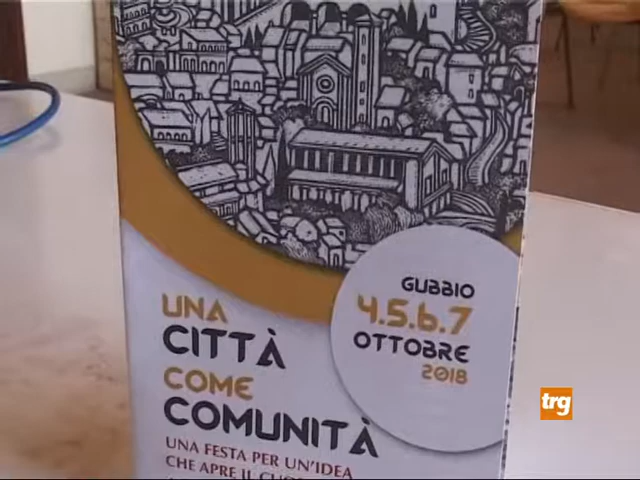 GUBBIO
4.5.6.7
OTTOBRE
2018
UNA
CITTÀ
COME
COMUNITÀ
UNA FESTA PER UN'IDEA
CHE APRE IL
trg